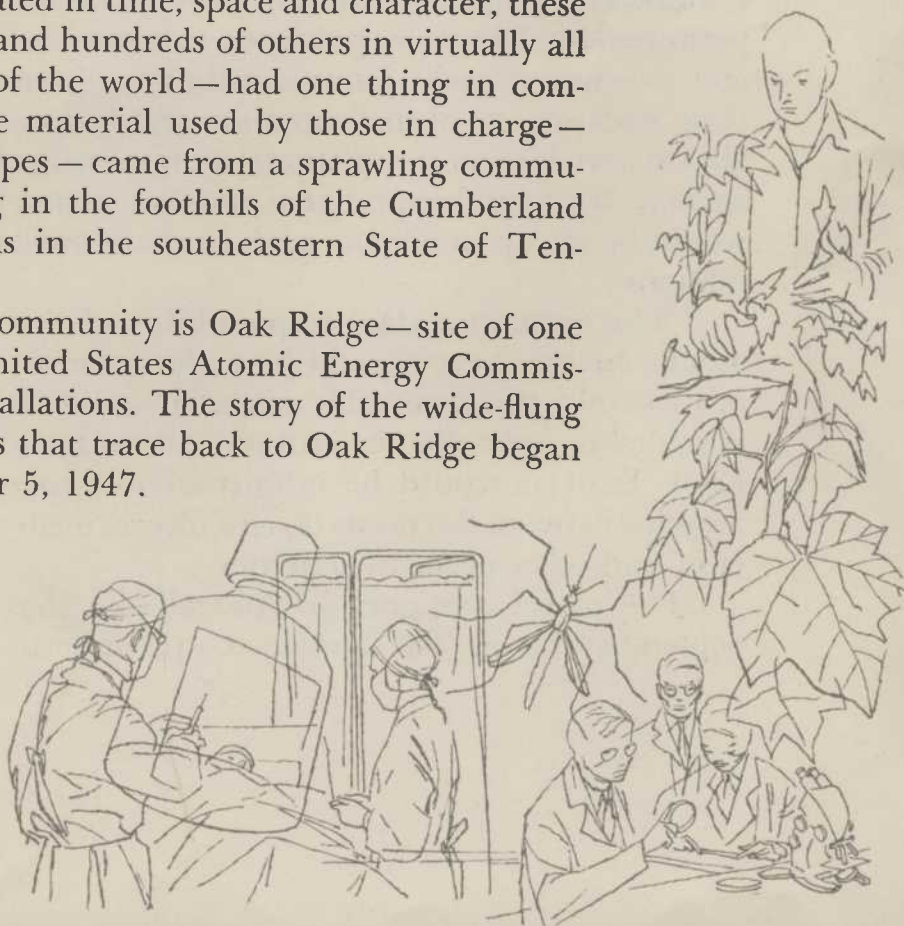 ted in time, space and character, these
and hundreds of others in virtually all
of the world—had one thing in com-
e material used by those in charge—
pes—came from a sprawling commu-
g in the foothills of the Cumberland
s in the southeastern State of Ten-
ommunity is Oak Ridge—site of one
nited States Atomic Energy Commis-
allations. The story of the wide-flung
s that trace back to Oak Ridge began
r 5, 1947.